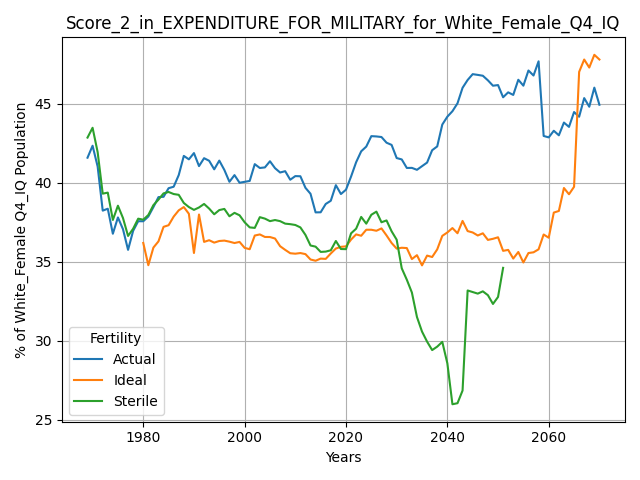 Score_2_in_EXPENDITURE_FOR_MILITARY_for_White_Female_Q4_IQ
% of White_Female Q4_IQ Population
45
40
35
30
25
Fertility
Actual
Ideal
Sterile
1980 2000 2020 2040 2060
Years